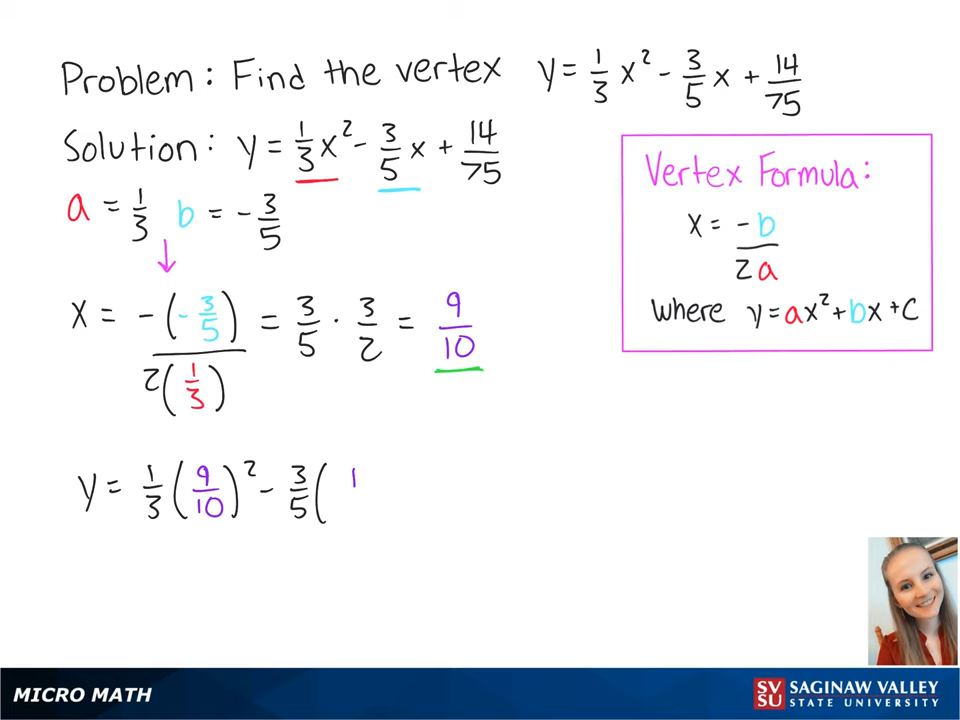 Problem: Find the vertex y = 1/3 x² - 3/5 x + 14/75
Solution: y = 1/3 x² - 3/5 x + 14/75
a = 1/3 b = - 3/5
↓
x = -(-3/5) / 2(1/3) = 3/5 · 3/2 = 9/10
y = 1/3 (9/10)² - 3/5 (
Vertex Formula:
x = -b / 2a
where y = ax² + bx + C
MICRO MATH
SV
SU
SAGINAW VALLEY
STATE UNIVERSITY